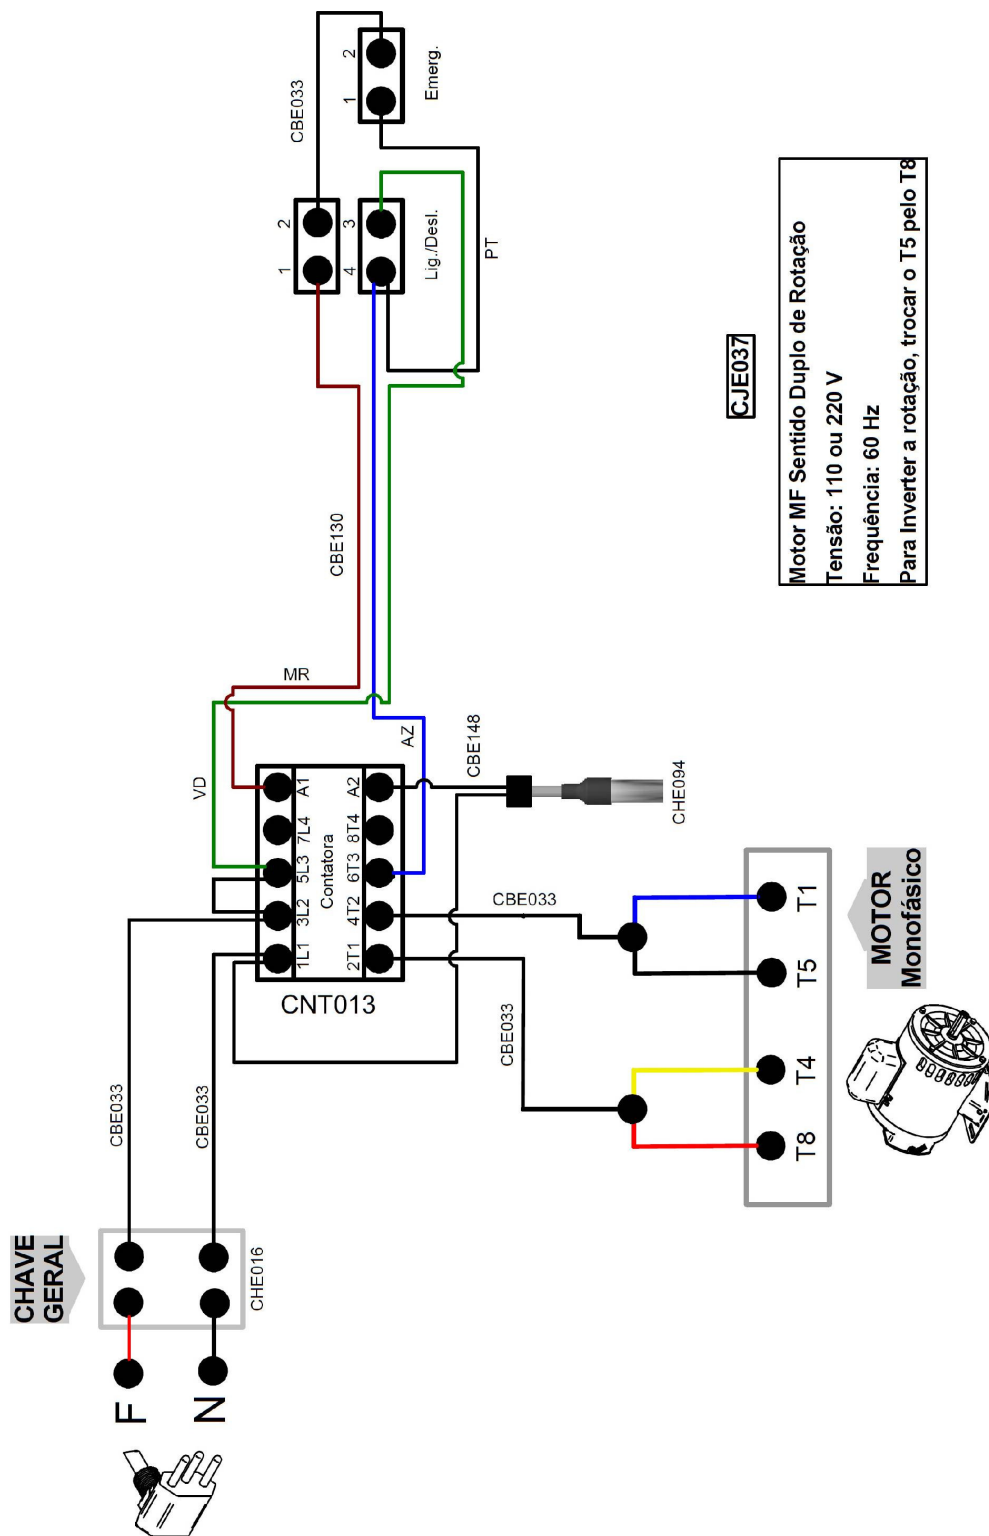 CHAVE
GERAL
F
N
CHE016
CBE033
CBE033
VD
MR
CBE130
CBE033
1
2
4
3
Lig./Desl.
1
2
Emerg.
PT
AZ
1L1
3L2
5L3
7L4
A1
Contatora
2T1
4T2
6T3
8T4
A2
CNT013
CBE148
CHE094
CBE033
CBE033
T8
T4
T5
T1
MOTOR
Monofásico
CJE037
Motor MF Sentido Duplo de Rotação
Tensão: 110 ou 220 V
Frequência: 60 Hz
Para Inverter a rotação, trocar o T5 pelo T8